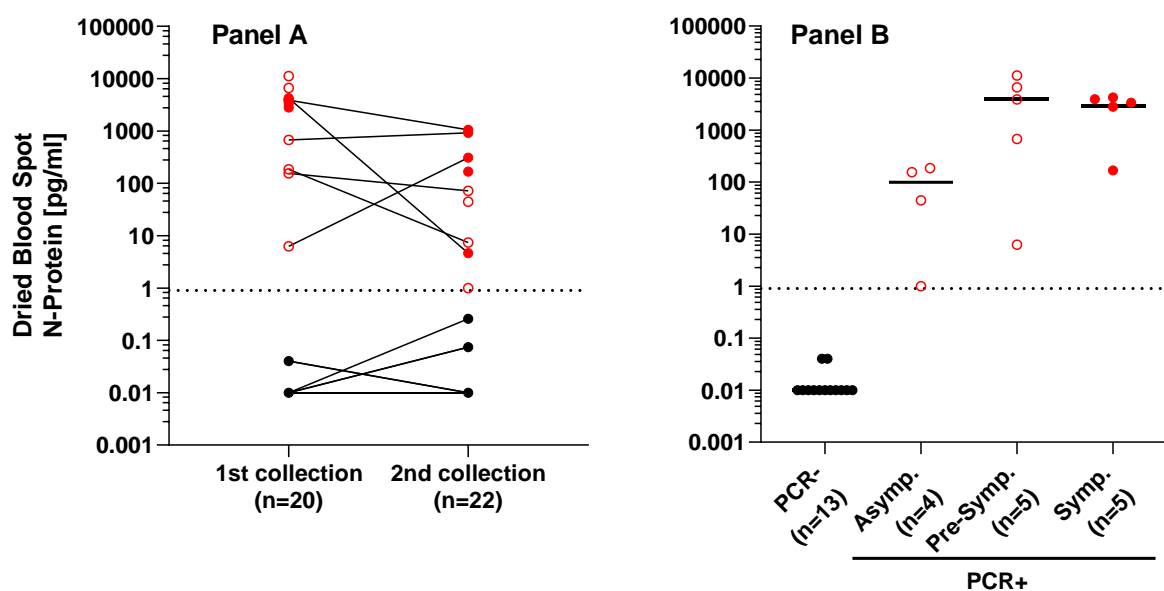 Panel A
Dried Blood Spot
N-Protein [pg/ml]
100000
10000
1000
100
10
1
0.1
0.01
0.001
1st collection
(n=20)
2nd collection
(n=22)
Panel B
100000
10000
1000
100
10
1
0.1
0.01
0.001
PCR-
(n=13)
Asymp.
(n=4)
Pre-Symp.
(n=5)
Symp.
(n=5)
PCR+